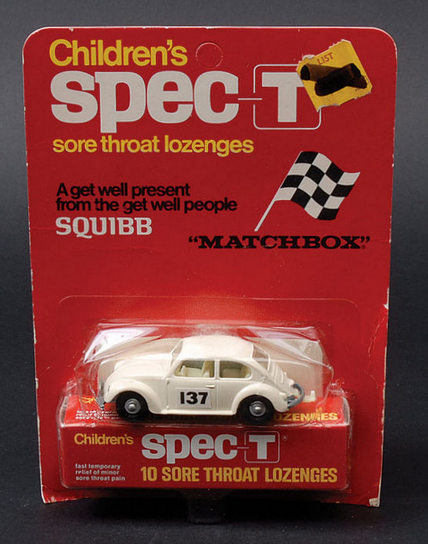 Children's
LIST
spec-T
sore throat lozenges
A get well present
from the get well people
SQUIBB
"MATCHBOX"®
137
LOZENGES
Children's
spec-T®
fast temporary
relief of minor
sore throat pain
10 SORE THROAT LOZENGES